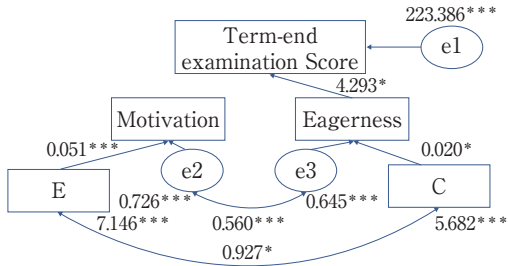 223.386***
Term-end
examination Score
e1
4.293*
Motivation
Eagerness
0.051***
e2
e3
0.020*
E
0.726***
0.645***
C
7.146***
0.560***
5.682***
0.927*